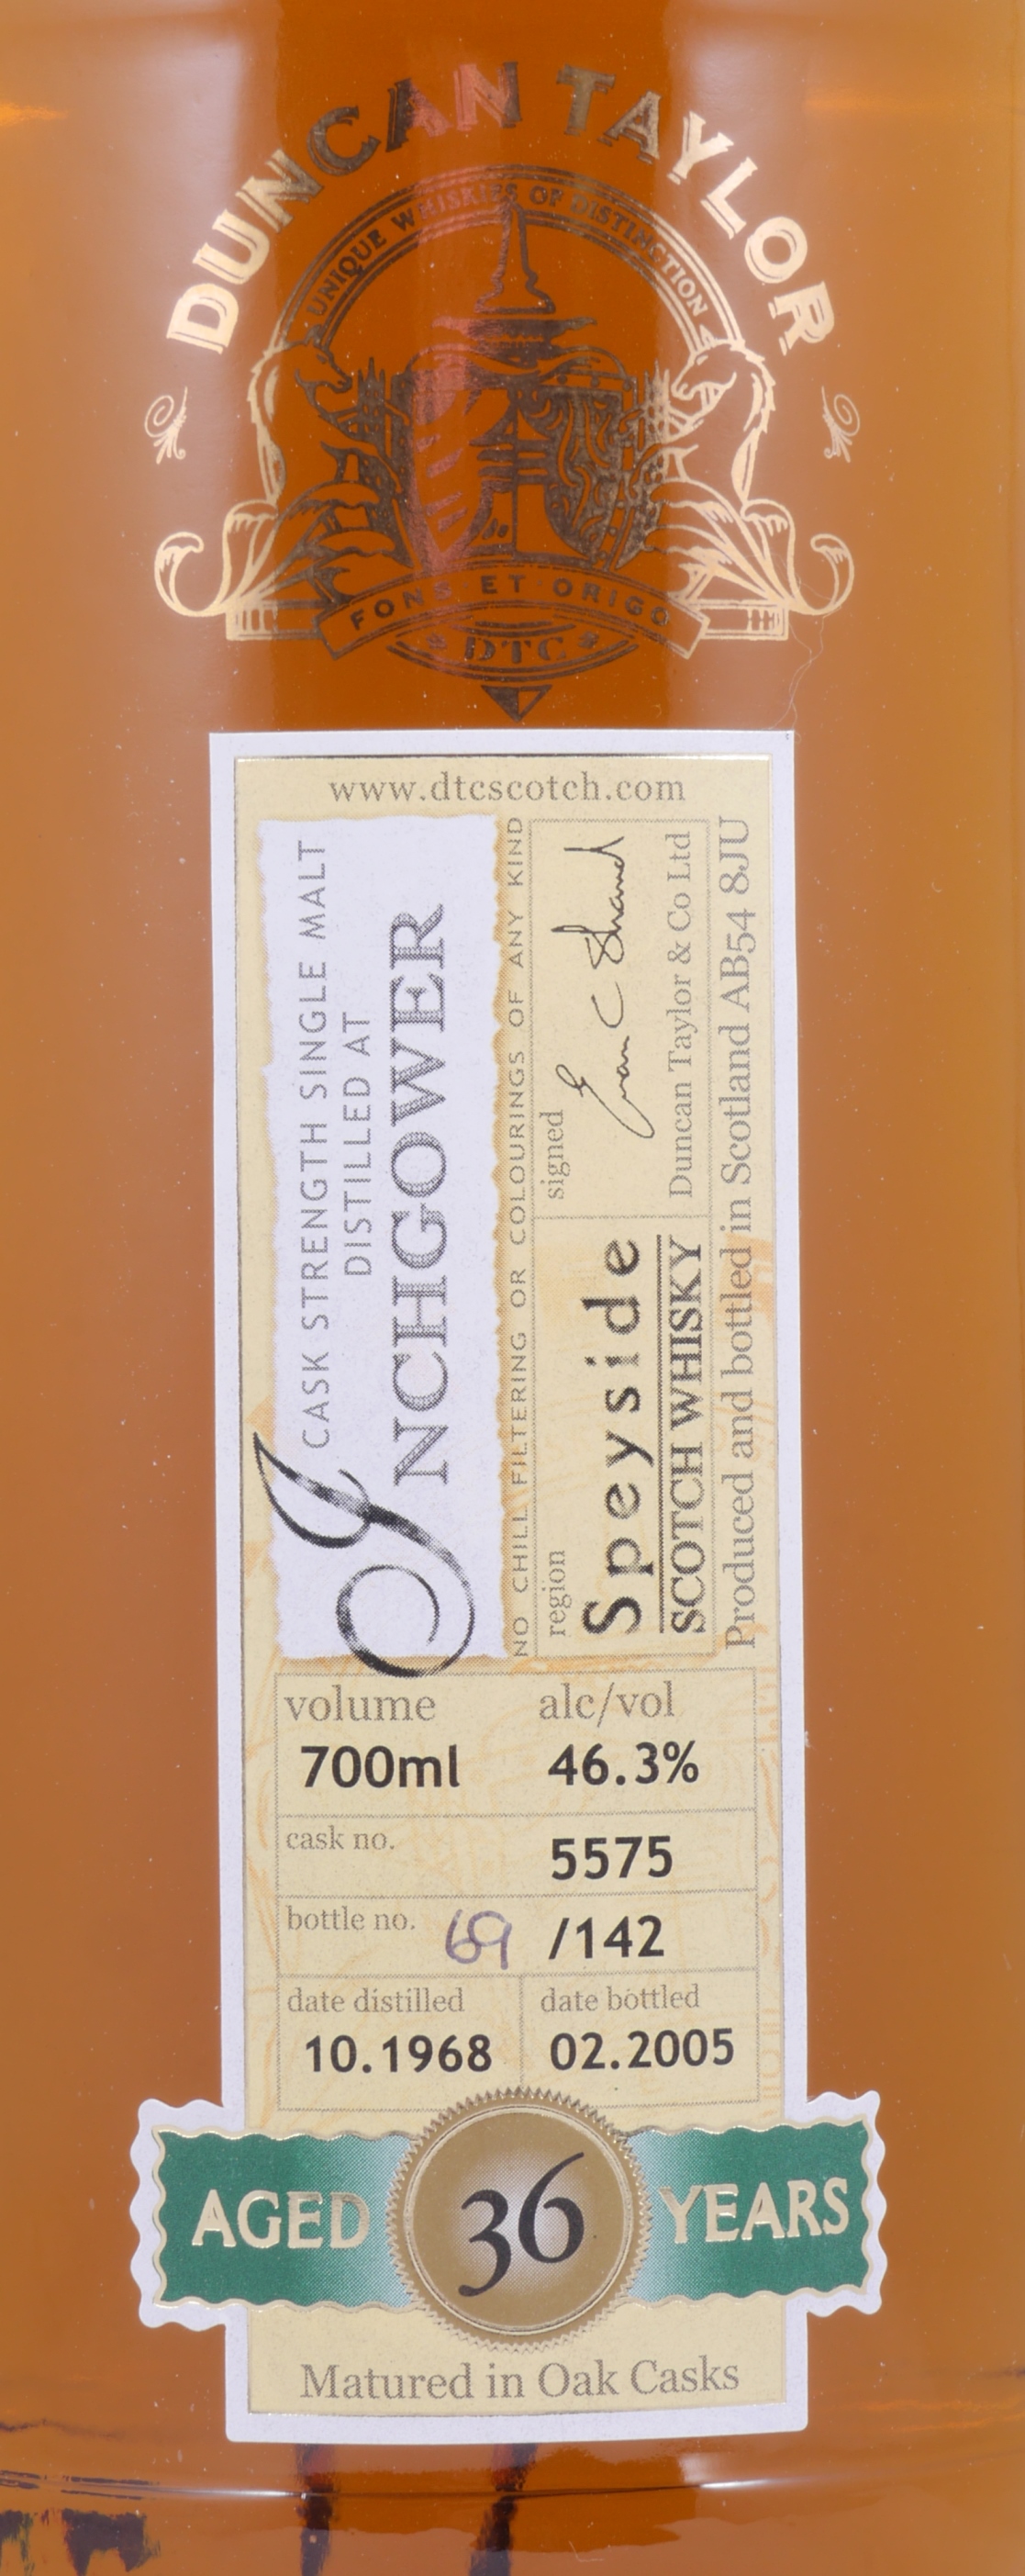 DUNCAN TAYLOR
UNIQUE WHISKIES OF DISTINCTION
FONS ET ORIGO
DTC
www.dtcscotch.com
CASK STRENGTH SINGLE MALT
DISTILLED AT
INCHGOWER
NO CHILL FILTERING OR COLOURINGS OF ANY KIND
region
Speyside
SCOTCH WHISKY
signed
Euan C Shand
Duncan Taylor & Co Ltd
Produced and bottled in Scotland AB54 8JU
volume alc/vol
700ml 46.3%
cask no. 5575
bottle no. 69 /142
date distilled date bottled
10.1968 02.2005
AGED 36 YEARS
Matured in Oak Casks